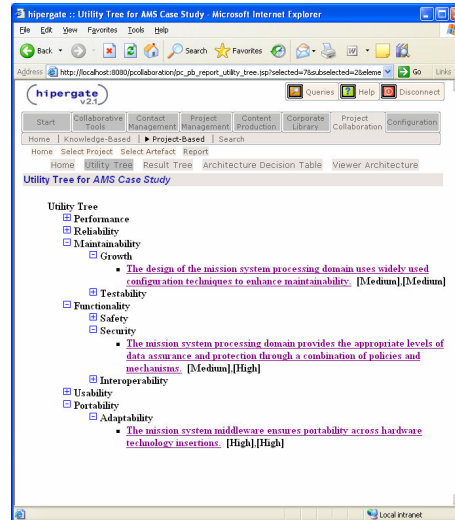 hipergate :: Utility Tree for AMS Case Study - Microsoft Internet Explorer
File Edit View Favorites Tools Help
Back Search Favorites
Address http://localhost:8080/pcollaboration/pc_pb_report_utility_tree.jsp?selected=7&subselected=2&eleme Go Links
hipergate v2.1 Queries Help Disconnect
Start Collaborative Tools Contact Management Project Management Content Production Corporate Library Project Collaboration Configuration
Home | Knowledge-Based | Project-Based | Search
Home Select Project Select Artefact Report
Home Utility Tree Result Tree Architecture Decision Table Viewer Architecture
Utility Tree for AMS Case Study
Utility Tree
Performance
Reliability
Maintainability
Growth
The design of the mission system processing domain uses widely used
configuration techniques to enhance maintainability. [Medium],[Medium]
Testability
Functionality
Safety
Security
The mission system processing domain provides the appropriate levels of
data assurance and protection through a combination of policies and
mechanisms. [Medium],[High]
Interoperability
Usability
Portability
Adaptability
The mission system middleware ensures portability across hardware
technology insertions. [High],[High]
Local intranet